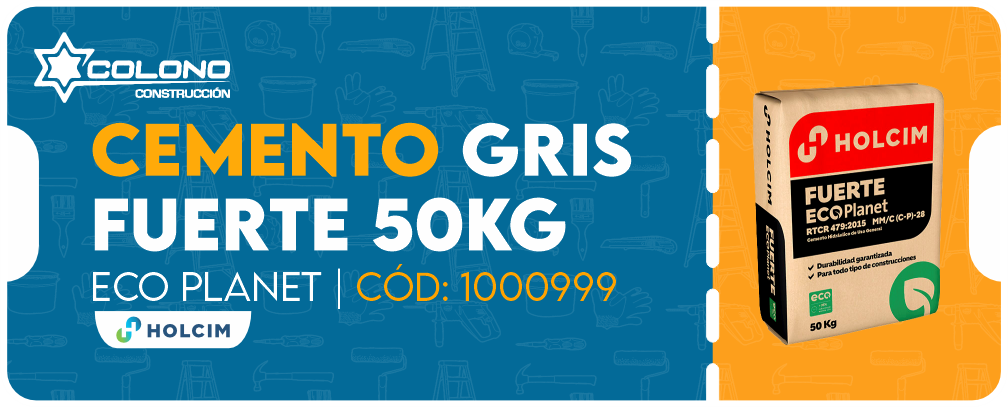 COLONO
CONSTRUCCIÓN
CEMENTO GRIS
FUERTE 50KG
ECO PLANET | CÓD: 1000999
HOLCIM
HOLCIM
HOLCIM
FUERTE
ECOPlanet
RTCR 479:2015 MM/C (C-P)-28
Cemento Hidráulico de Uso General
FUERTE
ECOPlanet
Durabilidad garantizada
Para todo tipo de construcciones
eco
50 Kg